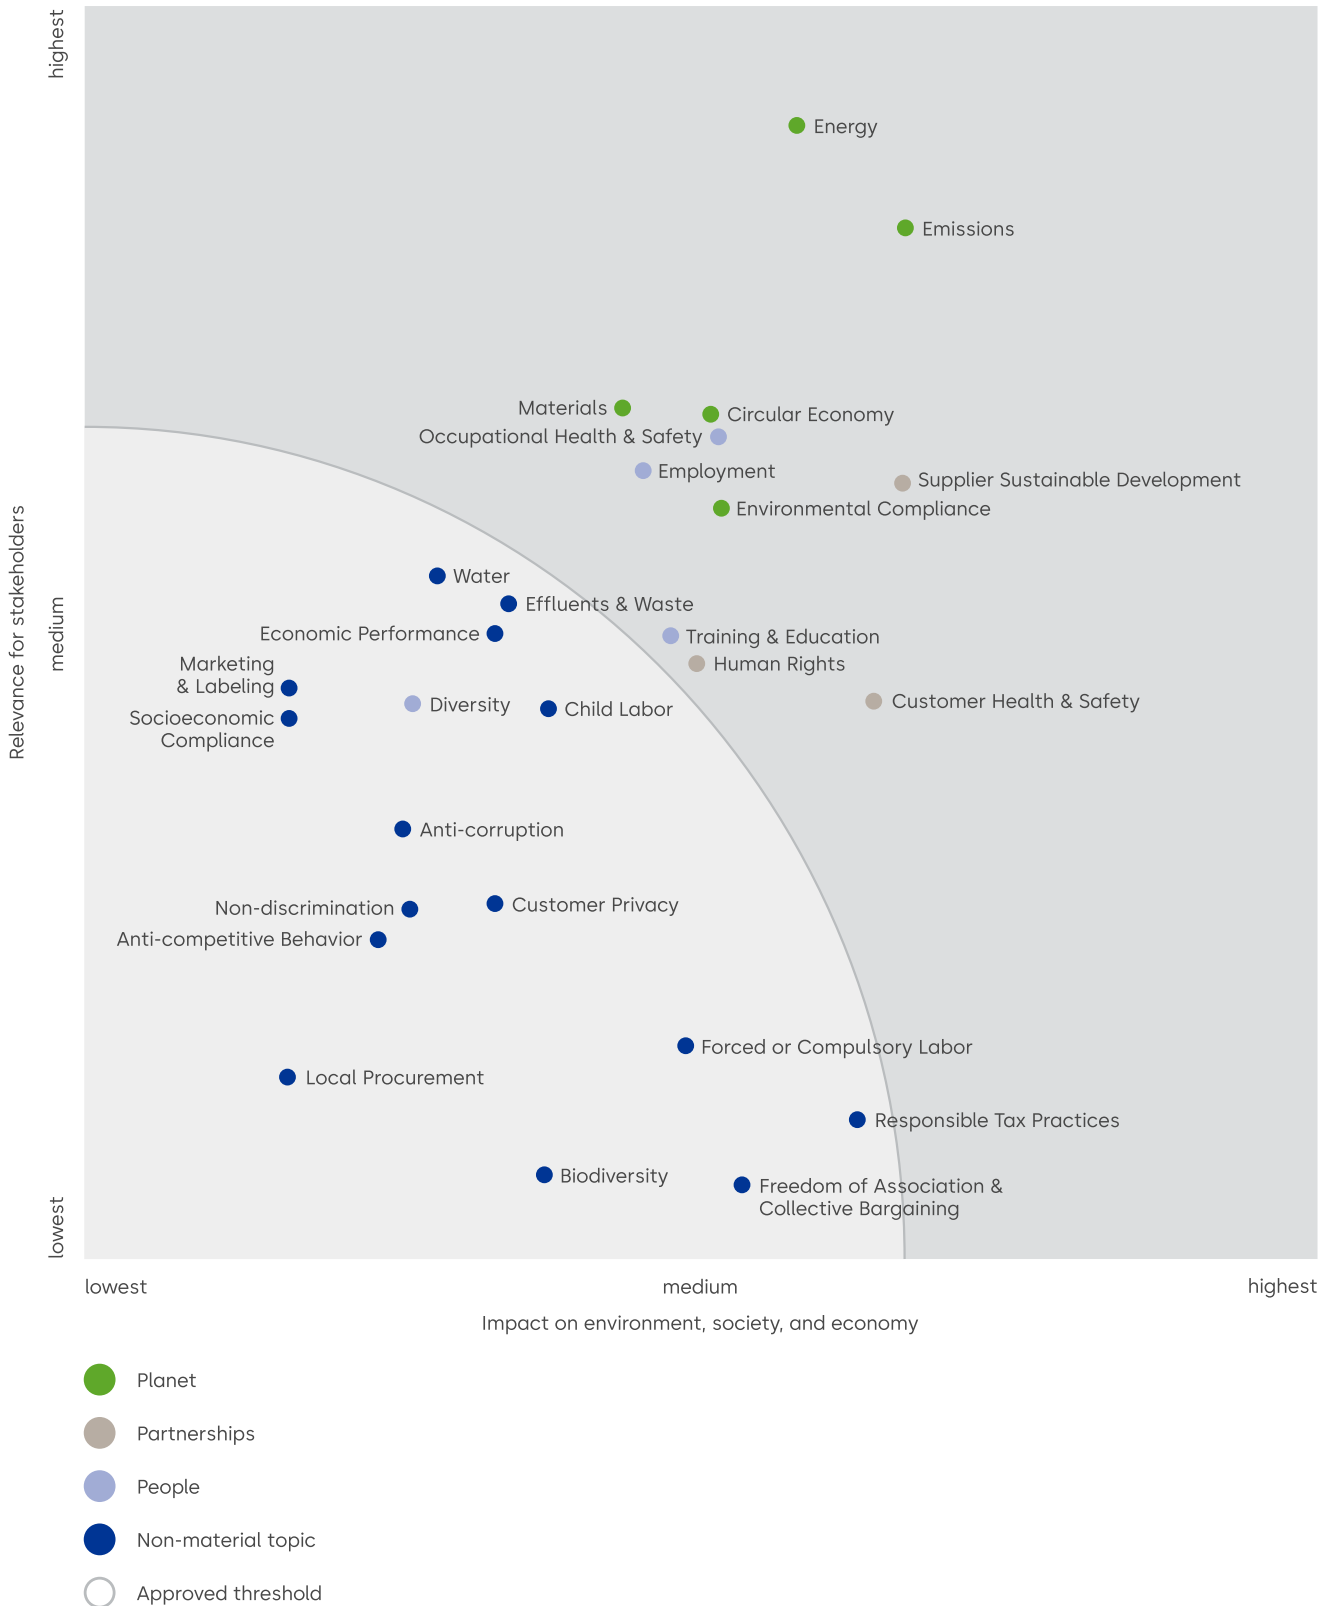 highest
Energy
Emissions
Materials
Circular Economy
Occupational Health & Safety
Employment
Supplier Sustainable Development
Environmental Compliance
Relevance for stakeholders
medium
Water
Effluents & Waste
Economic Performance
Training & Education
Marketing
& Labeling
Human Rights
Diversity
Child Labor
Customer Health & Safety
Socioeconomic
Compliance
Anti-corruption
Non-discrimination
Customer Privacy
Anti-competitive Behavior
Forced or Compulsory Labor
Local Procurement
Responsible Tax Practices
Biodiversity
Freedom of Association &
Collective Bargaining
lowest
lowest
medium
highest
Impact on environment, society, and economy
Planet
Partnerships
People
Non-material topic
Approved threshold